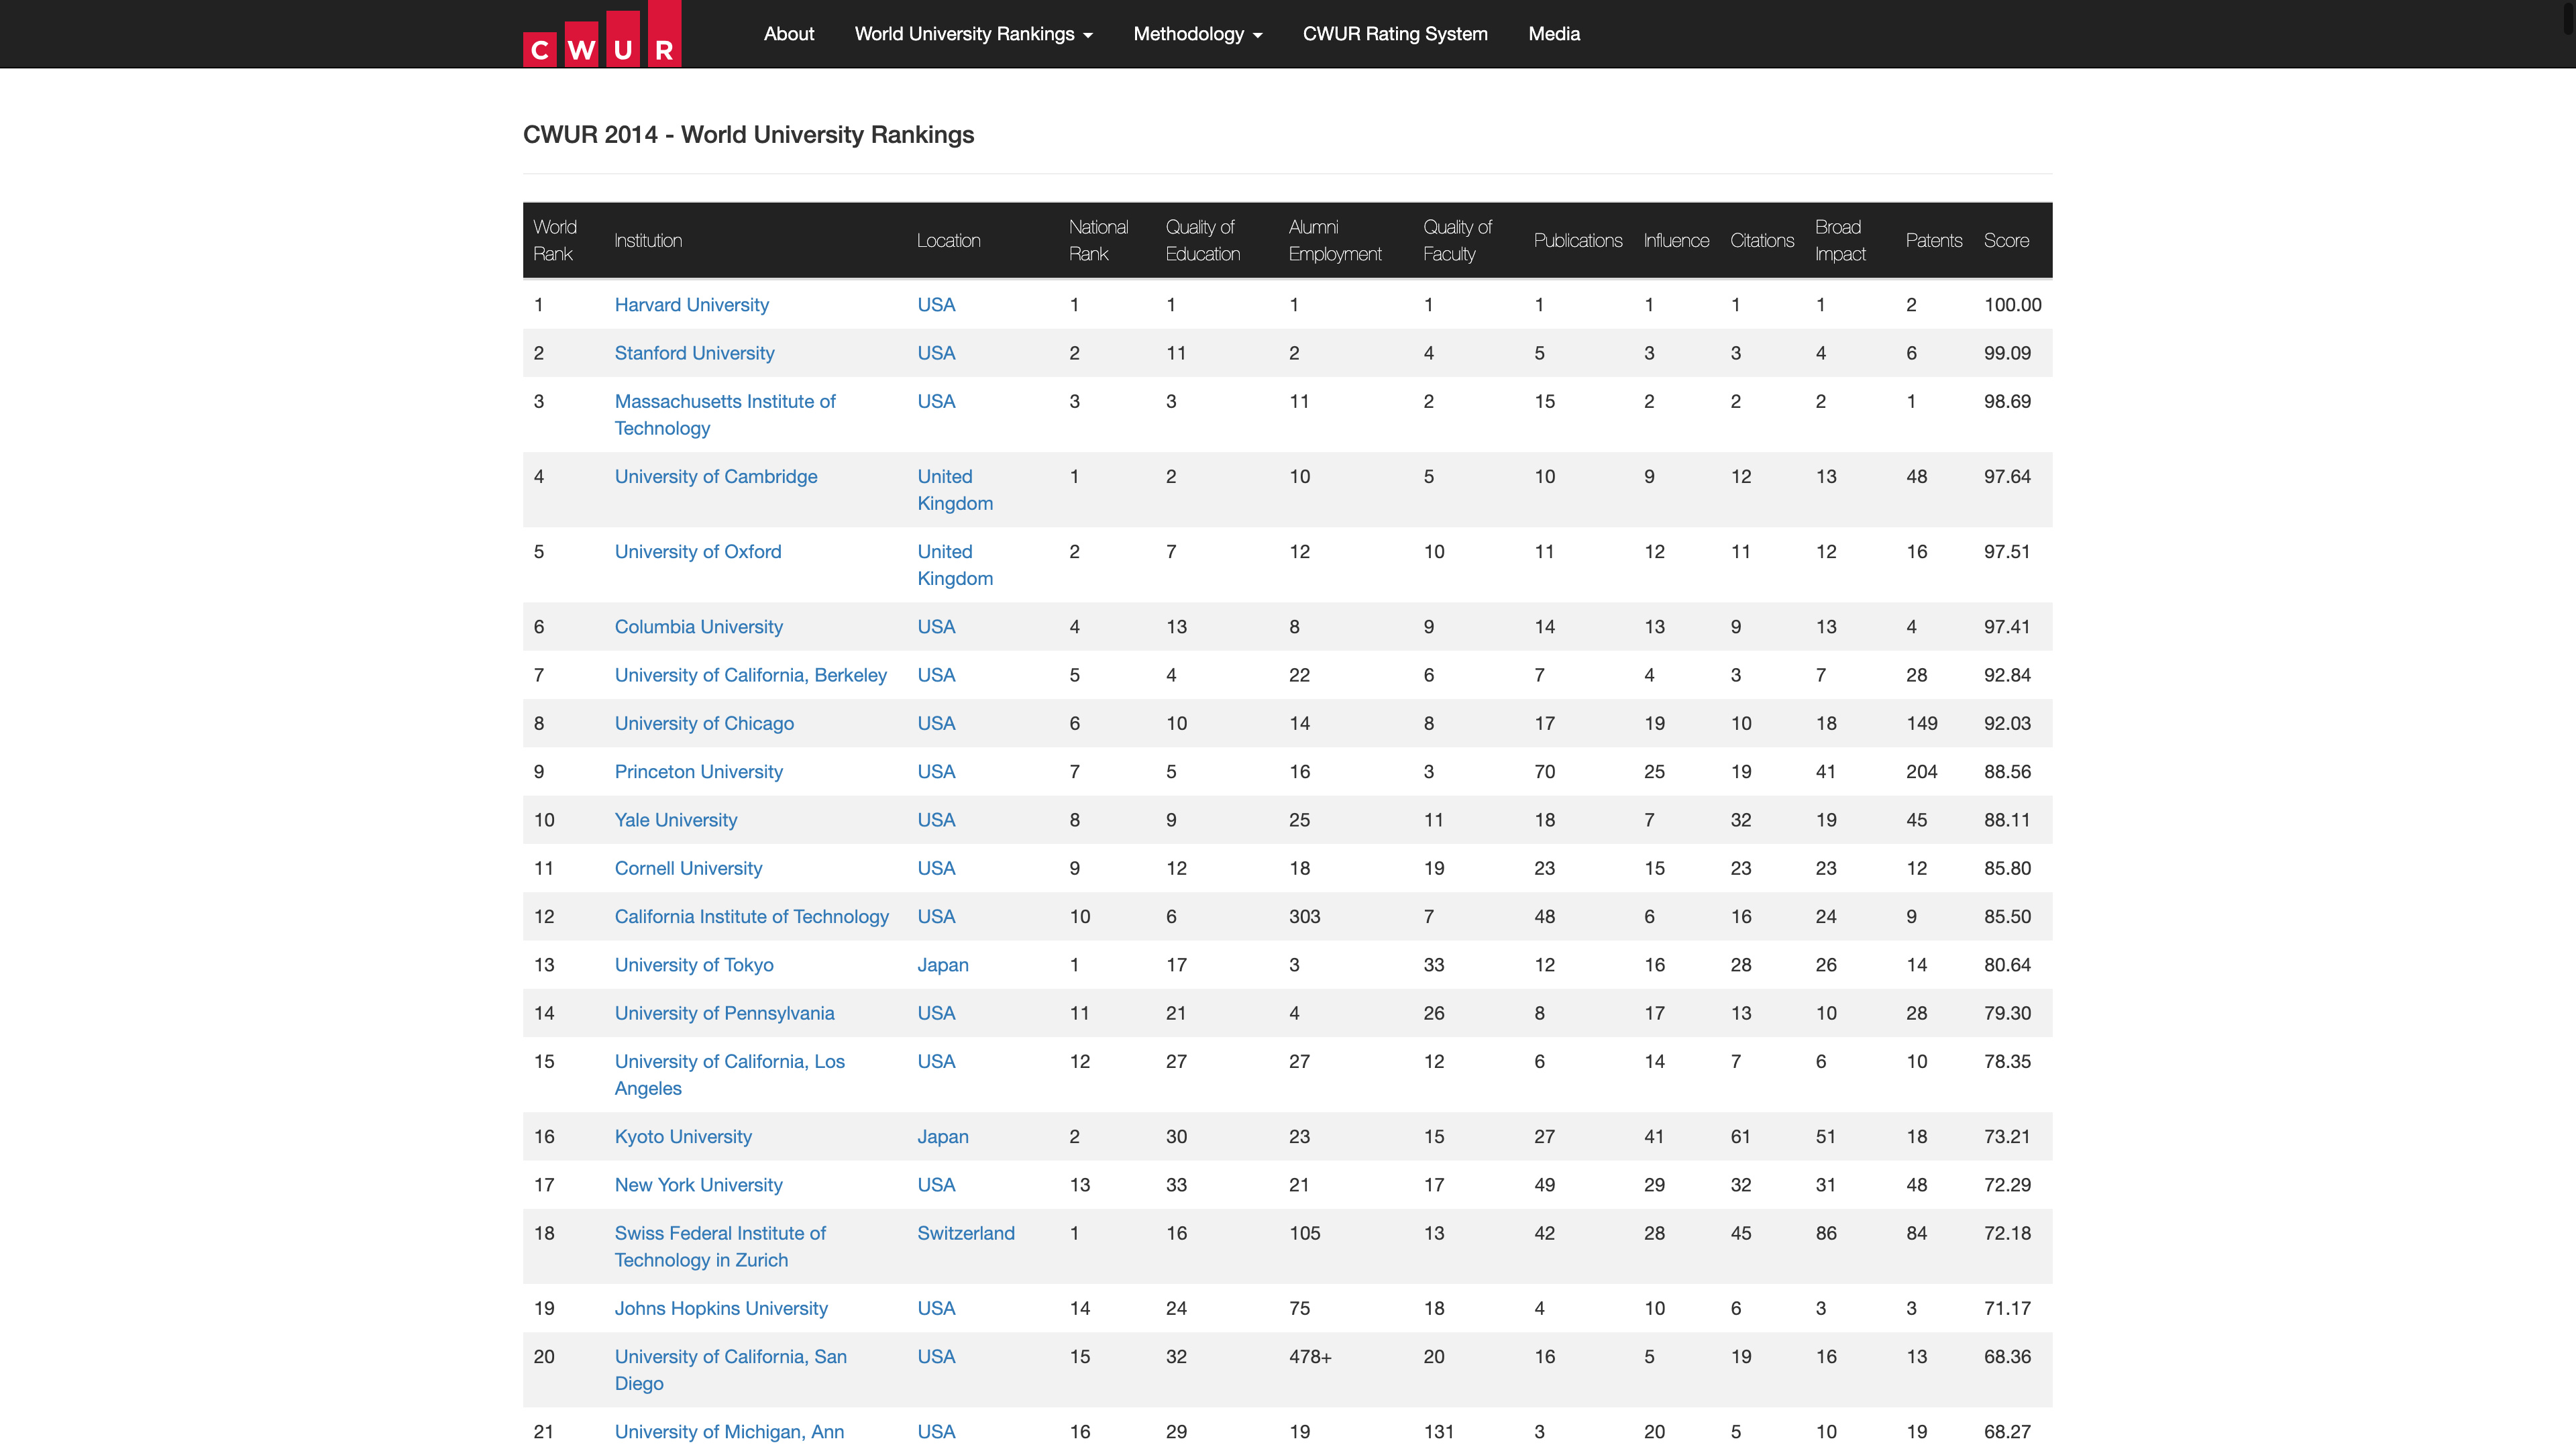 CWUR About World University Rankings Methodology CWUR Rating System Media
CWUR 2014 - World University Rankings
World Rank Institution Location National Rank Quality of Education Alumni Employment Quality of Faculty Publications Influence Citations Broad Impact Patents Score
1 Harvard University USA 1 1 1 1 1 1 1 1 2 100.00
2 Stanford University USA 2 11 2 4 5 3 3 4 6 99.09
3 Massachusetts Institute of Technology USA 3 3 11 2 15 2 2 2 1 98.69
4 University of Cambridge United Kingdom 1 2 10 5 10 9 12 13 48 97.64
5 University of Oxford United Kingdom 2 7 12 10 11 12 11 12 16 97.51
6 Columbia University USA 4 13 8 9 14 13 9 13 4 97.41
7 University of California, Berkeley USA 5 4 22 6 7 4 3 7 28 92.84
8 University of Chicago USA 6 10 14 8 17 19 10 18 149 92.03
9 Princeton University USA 7 5 16 3 70 25 19 41 204 88.56
10 Yale University USA 8 9 25 11 18 7 32 19 45 88.11
11 Cornell University USA 9 12 18 19 23 15 23 23 12 85.80
12 California Institute of Technology USA 10 6 303 7 48 6 16 24 9 85.50
13 University of Tokyo Japan 1 17 3 33 12 16 28 26 14 80.64
14 University of Pennsylvania USA 11 21 4 26 8 17 13 10 28 79.30
15 University of California, Los Angeles USA 12 27 27 12 6 14 7 6 10 78.35
16 Kyoto University Japan 2 30 23 15 27 41 61 51 18 73.21
17 New York University USA 13 33 21 17 49 29 32 31 48 72.29
18 Swiss Federal Institute of Technology in Zurich Switzerland 1 16 105 13 42 28 45 86 84 72.18
19 Johns Hopkins University USA 14 24 75 18 4 10 6 3 3 71.17
20 University of California, San Diego USA 15 32 478+ 20 16 5 19 16 13 68.36
21 University of Michigan, Ann USA 16 29 19 131 3 20 5 10 19 68.27